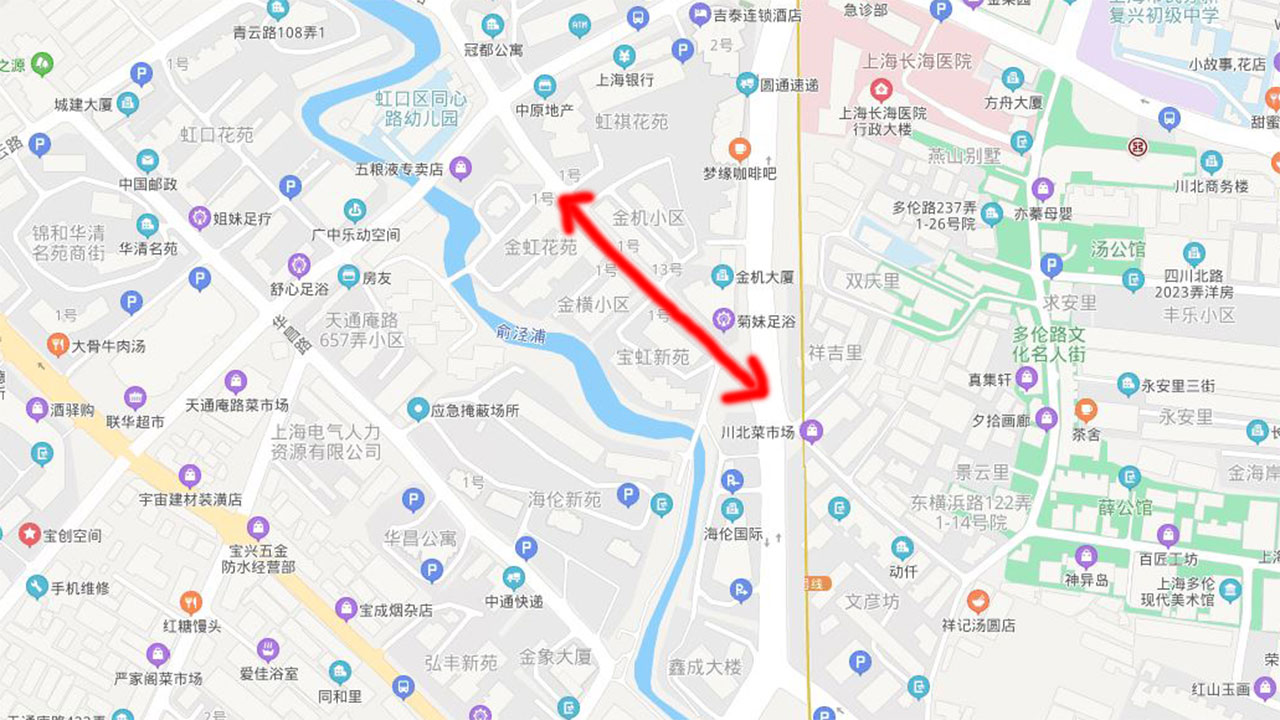 青云路108弄1
冠都公寓
吉泰连锁酒店
急诊部
复兴初级中学
2号
之源
1号
上海银行
上海长海医院
小故事,花店
城建大厦
虹口区同心
路幼儿园
中原地产
圆通速递
方舟大厦
虹口花苑
虹祺花苑
上海长海医院
行政大楼
甜蜜
云路
五粮液专卖店
1号
梦缘咖啡吧
燕山别墅
中国邮政
1号
川北商务楼
姐妹足疗
金机小区
多伦路237弄
1-26号院
亦蓁母婴
锦和华清
名苑商街
华清名苑
广中乐动空间
金虹花苑
1号
汤公馆
舒心足浴
房友
1号
13号
金机大厦
双庆里
四川北路
2023弄洋房
1号
金横小区
1号
菊妹足浴
求安里
丰乐小区
华昌路
天通庵路
657弄小区
俞泾浦
大骨牛肉汤
宝虹新苑
祥吉里
多伦路文
化名人街
真集轩
永安里三街
酒驿购
联华超市
天通庵路菜市场
应急掩蔽场所
川北菜市场
夕拾画廊
茶舍
永安里
上海电气人力
资源有限公司
1号
景云里
金海岸
宇宙建材装潢店
海伦新苑
东横浜路122弄
1-14号院
薛公馆
宝创空间
华昌公寓
海伦国际
宝兴五金
防水经营部
动仟
神异岛
百匠工坊
手机维修
中通快递
号线
文彦坊
上海多伦
现代美术馆
红糖馒头
宝成烟杂店
祥记汤圆店
严家阁菜市场
爱佳浴室
弘丰新苑
金象大厦
鑫成大楼
同和里
红山玉画
2号